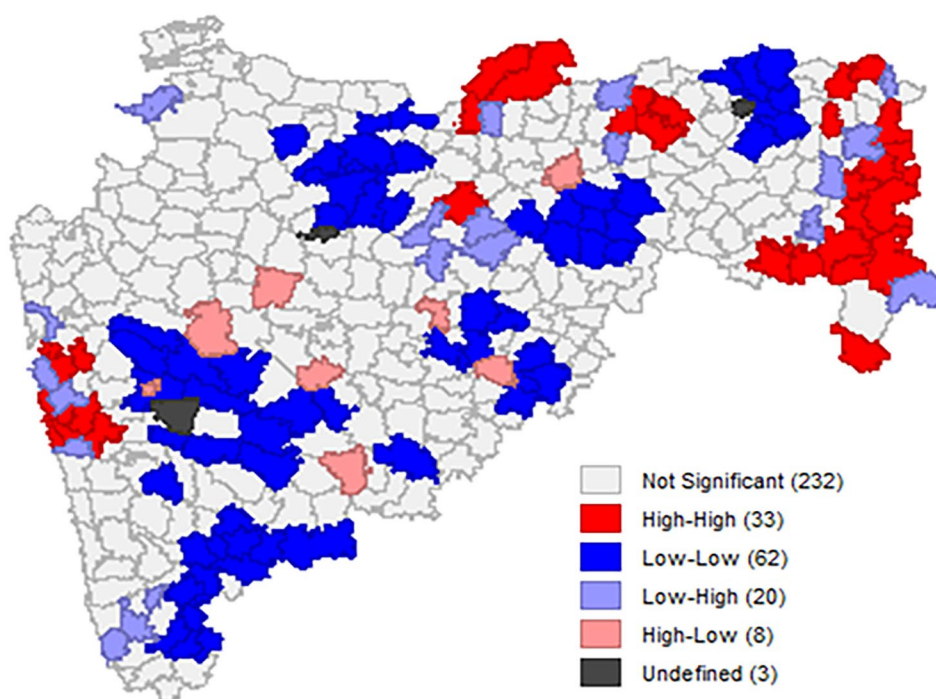 Not Significant (232)
High-High (33)
Low-Low (62)
Low-High (20)
High-Low (8)
Undefined (3)